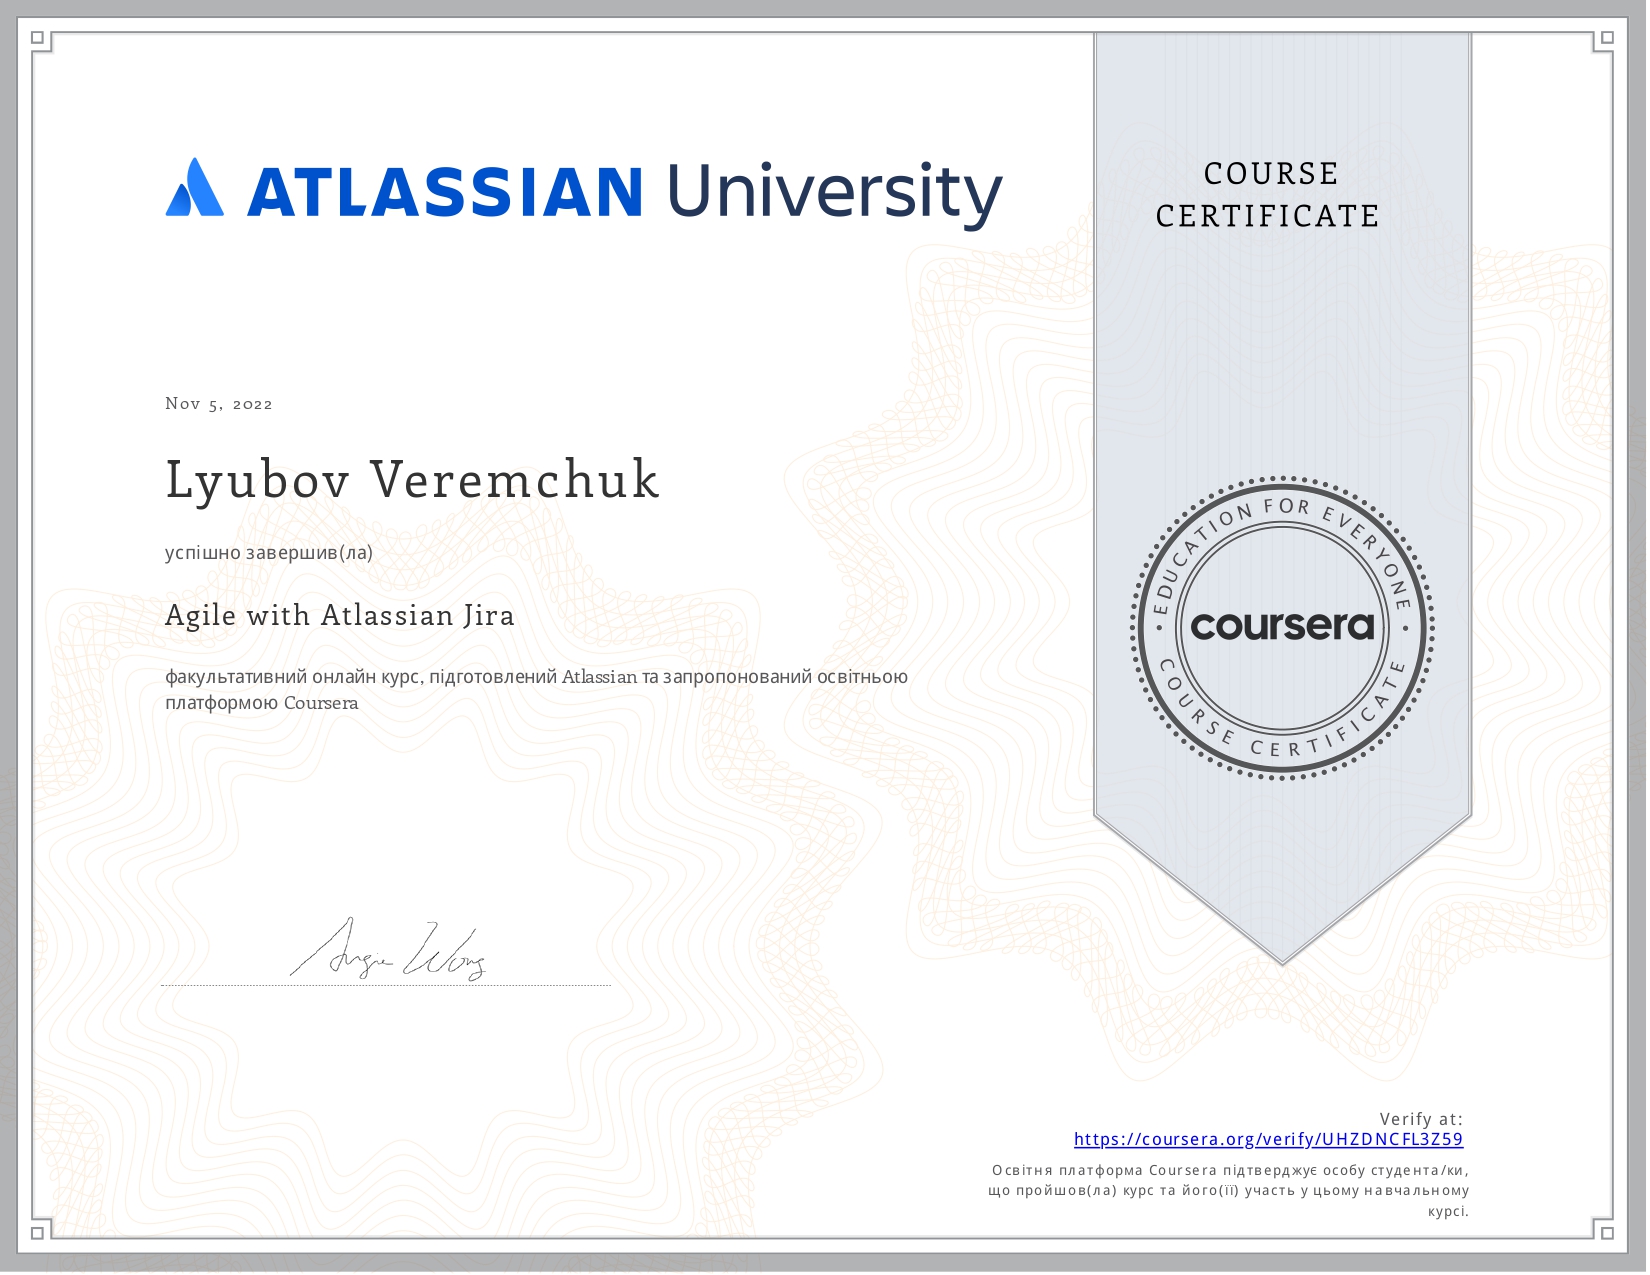 ATLASSIAN University
COURSE
CERTIFICATE
Nov 5, 2022
Lyubov Veremchuk
успішно завершив(ла)
Agile with Atlassian Jira
факультативний онлайн курс, підготовлений Atlassian та запропонований освітньою
платформою Coursera
EDUCATION FOR EVERYONE
coursera
COURSE CERTIFICATE
Angie Wong
Verify at:
https://coursera.org/verify/UHZDNCFL3Z59
Освітня платформа Coursera підтверджує особу студента/ки,
що пройшов(ла) курс та його(її) участь у цьому навчальному
курсі.